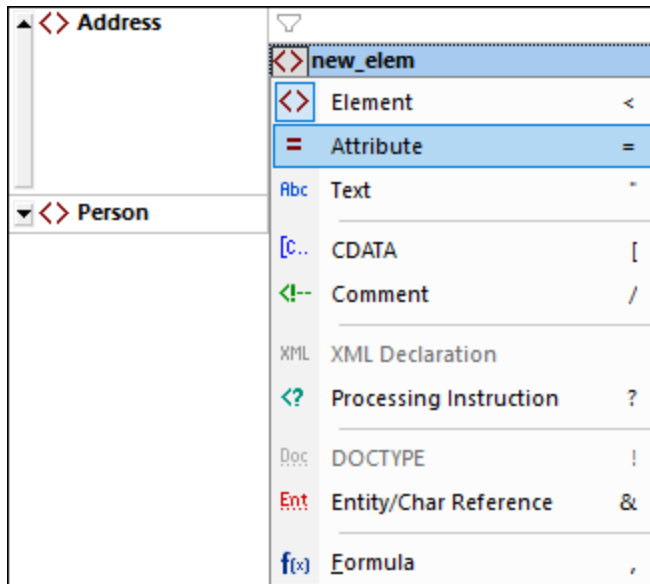 <> Address
<> new_elem
<> Element <
= Attribute =
Abc Text "
[C.. CDATA [
<!-- Comment /
<> Person
XML XML Declaration
<? Processing Instruction ?
Doc DOCTYPE !
Ent Entity/Char Reference &
f(x) Formula ,